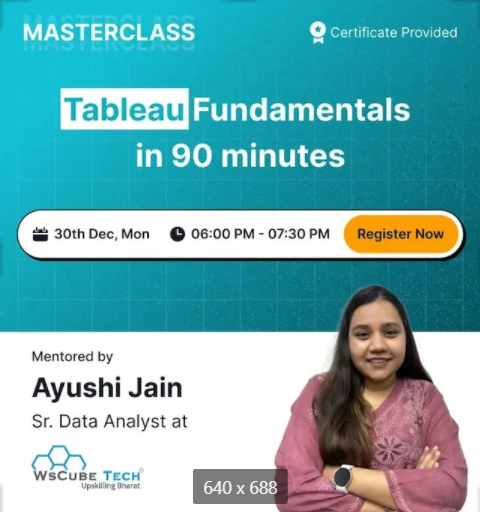 MASTERCLASS
Certificate Provided
Tableau Fundamentals
in 90 minutes
30th Dec, Mon 06:00 PM - 07:30 PM Register Now
Mentored by
Ayushi Jain
Sr. Data Analyst at
WSCUBE TECH
Upskilling Bharat
640 x 688